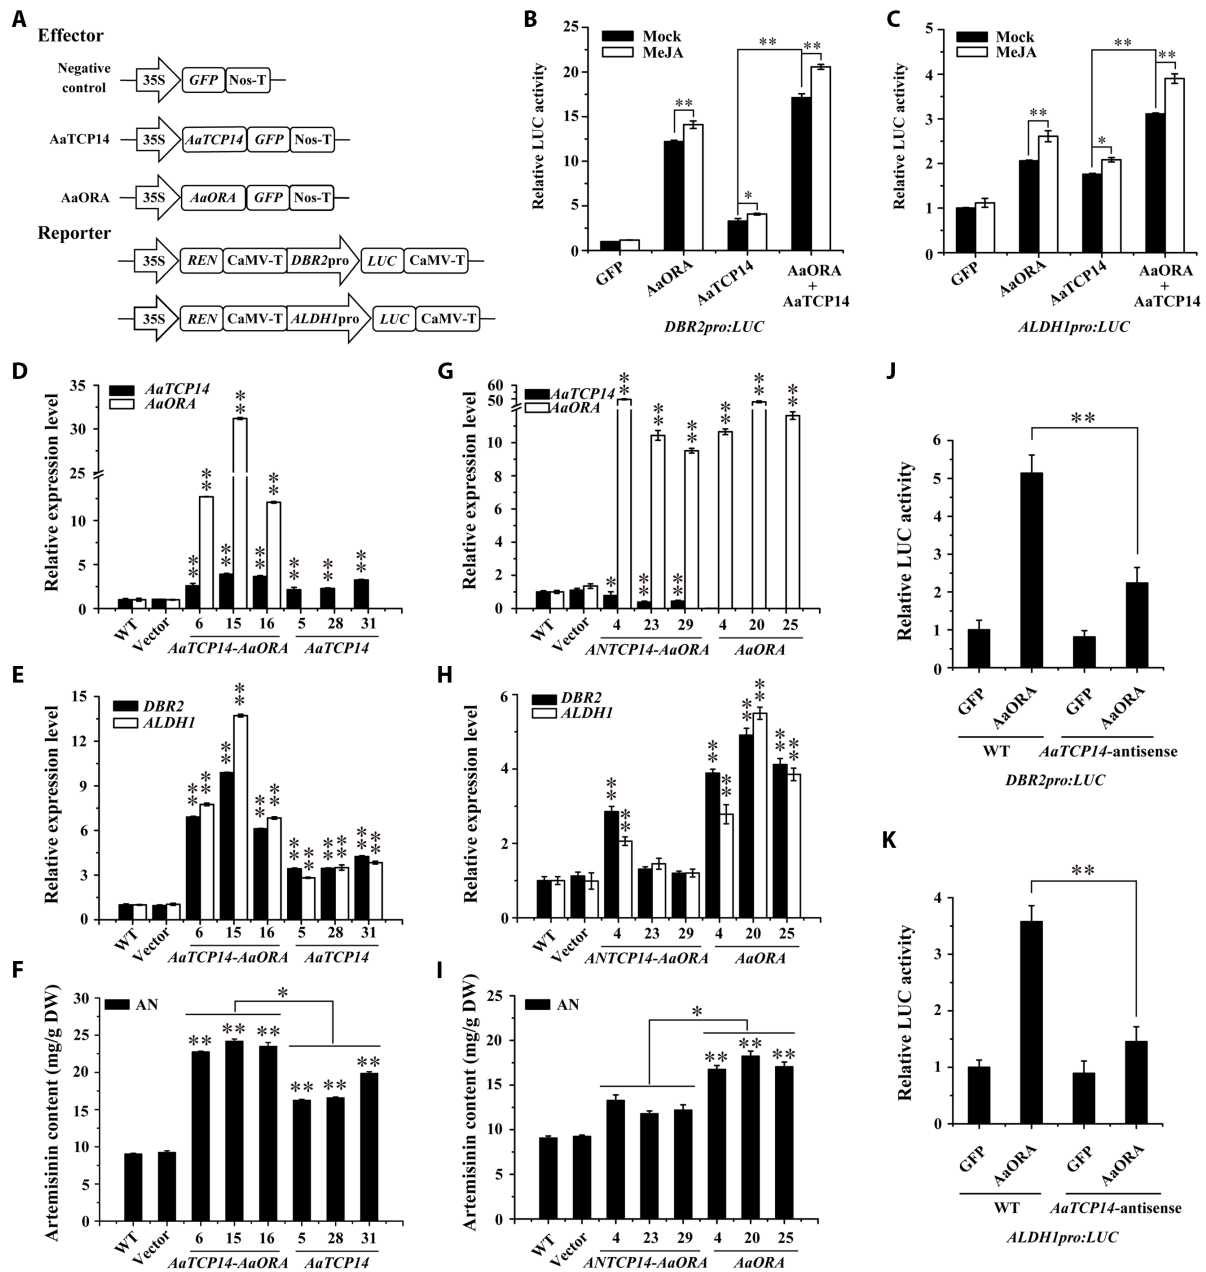 A
Effector
Negative control
35S GFP Nos-T
AaTCP14
35S AaTCP14 GFP Nos-T
AaORA
35S AaORA GFP Nos-T
Reporter
35S REN CaMV-T DBR2pro LUC CaMV-T
35S REN CaMV-T ALDH1pro LUC CaMV-T
B
Relative LUC activity
25
20
15
10
5
0
Mock
MeJA
**
**
*
**
GFP
AaORA
AaTCP14
AaORA + AaTCP14
DBR2pro:LUC
C
Relative LUC activity
5
4
3
2
1
0
Mock
MeJA
**
*
**
**
GFP
AaORA
AaTCP14
AaORA + AaTCP14
ALDH1pro:LUC
D
Relative expression level
35
30
25
10
5
0
AaTCP14
AaORA
** ** ** ** ** ** ** ** **
WT
Vector
6 15 16 5 28 31
AaTCP14-AaORA AaTCP14
E
Relative expression level
15
12
9
6
3
0
DBR2
ALDH1
** ** ** ** ** ** ** ** ** ** ** **
WT
Vector
6 15 16 5 28 31
AaTCP14-AaORA AaTCP14
F
Artemisinin content (mg/g DW)
30
25
20
15
10
5
0
AN
*
** ** ** ** ** **
WT
Vector
6 15 16 5 28 31
AaTCP14-AaORA AaTCP14
G
Relative expression level
60
50
10
8
6
4
2
0
AaTCP14
AaORA
* ** ** ** ** ** ** ** **
WT
Vector
4 23 29 4 20 25
ANTCP14-AaORA AaORA
H
Relative expression level
6
4
2
0
DBR2
ALDH1
** ** ** ** ** ** ** **
WT
Vector
4 23 29 4 20 25
ANTCP14-AaORA AaORA
I
Artemisinin content (mg/g DW)
25
20
15
10
5
0
AN
*
** ** **
WT
Vector
4 23 29 4 20 25
ANTCP14-AaORA AaORA
J
Relative LUC activity
6
5
4
3
2
1
0
**
GFP
AaORA
GFP
AaORA
WT AaTCP14-antisense
DBR2pro:LUC
K
Relative LUC activity
4
3
2
1
0
**
GFP
AaORA
GFP
AaORA
WT AaTCP14-antisense
ALDH1pro:LUC